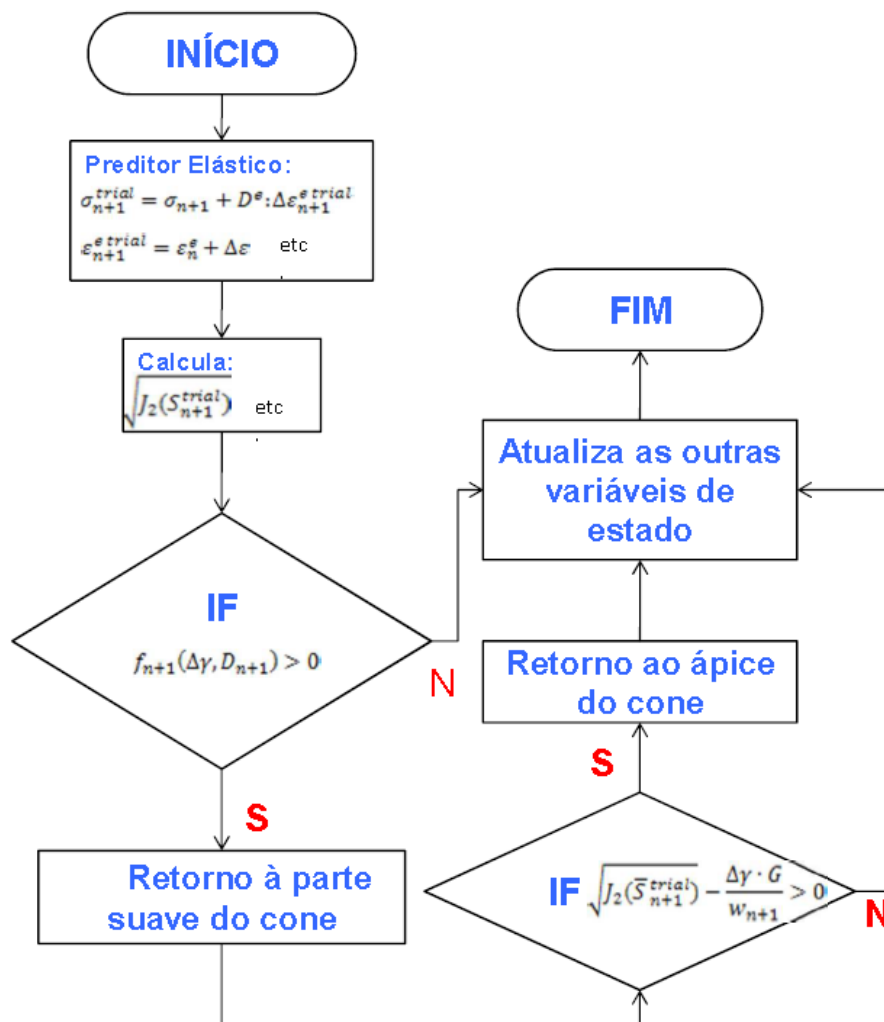 INÍCIO
Preditor Elástico:
σ_{n+1}^{trial} = σ_{n+1} + D^e : Δε_{n+1}^{e trial}
ε_{n+1}^{e trial} = ε_n^e + Δε etc
.
Calcula:
√J_2(S_{n+1}^{trial}) etc
.
IF
f_{n+1}(Δγ, D_{n+1}) > 0
N
S
Retorno à parte
suave do cone
IF √J_2(S̅_{n+1}^{trial}) − Δγ · G / w_{n+1} > 0
N
S
Retorno ao ápice
do cone
Atualiza as outras
variáveis de
estado
FIM